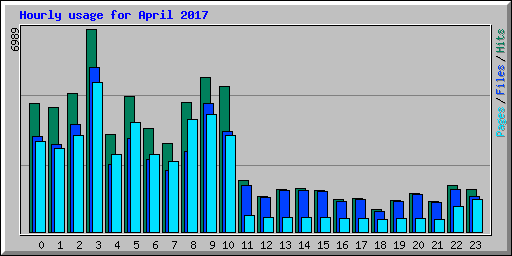 Hourly usage for April 2017
6989
Pages / Files / Hits
0 1 2 3 4 5 6 7 8 9 10 11 12 13 14 15 16 17 18 19 20 21 22 23